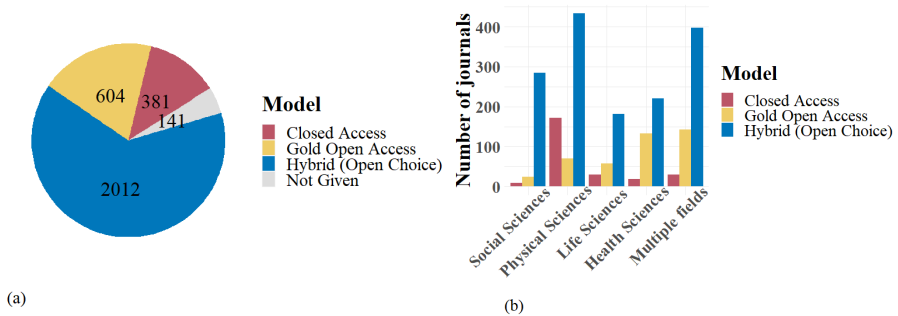 604
381
141
2012
Model
Closed Access
Gold Open Access
Hybrid (Open Choice)
Not Given
(a)
Number of journals
400
300
200
100
0
Social Sciences
Physical Sciences
Life Sciences
Health Sciences
Multiple fields
Model
Closed Access
Gold Open Access
Hybrid (Open Choice)
(b)